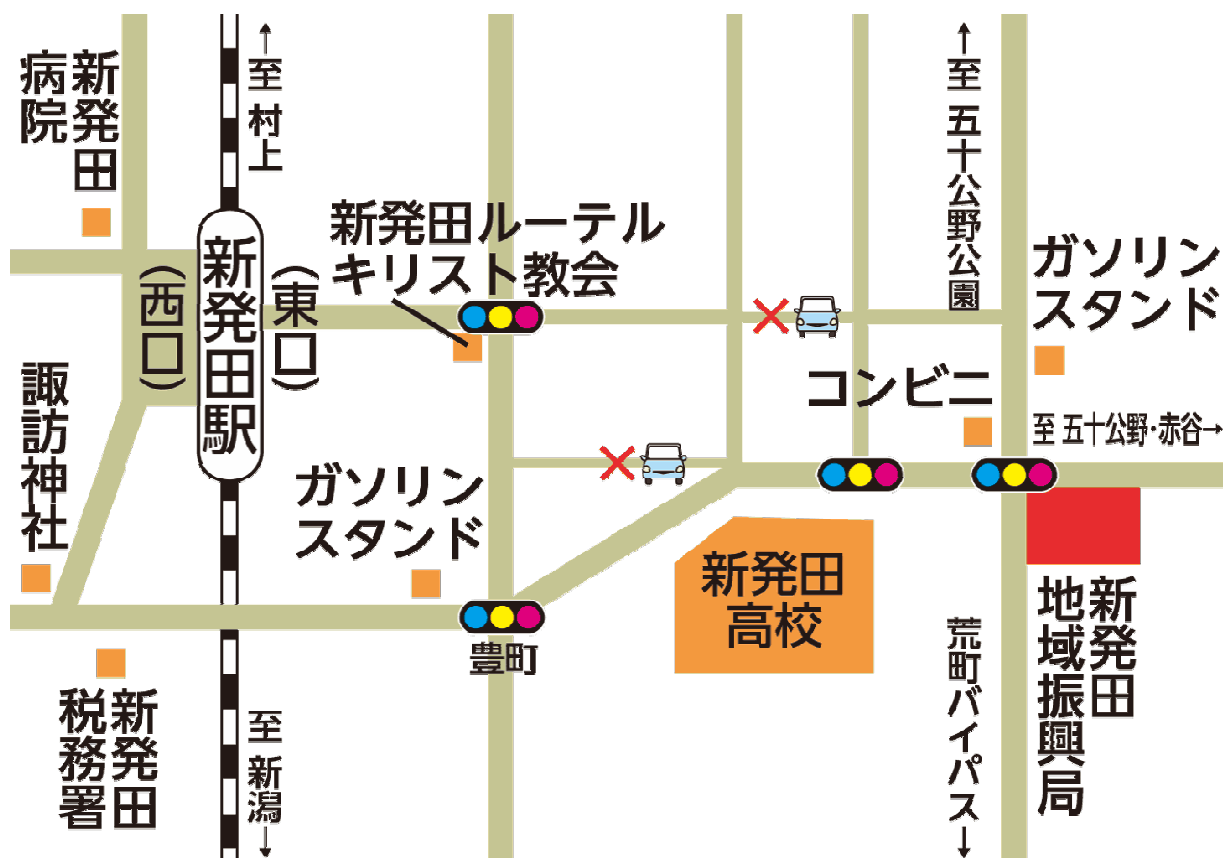 新発田
病院
←至 村上
新発田駅
（西口）
（東口）
新発田ルーテル
キリスト教会
←至 五十公野公園
ガソリン
スタンド
コンビニ
至 五十公野・赤谷→
諏訪神社
ガソリン
スタンド
新発田
高校
豊町
新発田
地域振興局
荒町バイパス→
新発田
税務署
至 新潟→